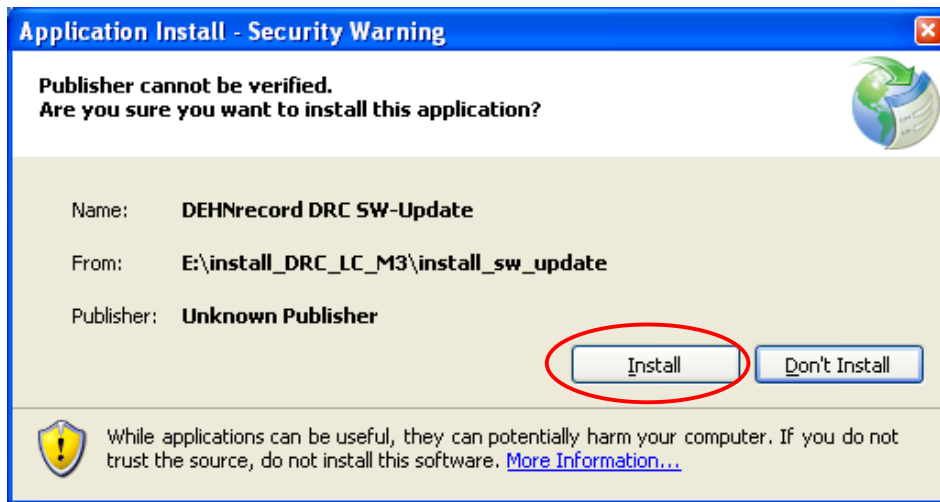 Application Install - Security Warning
Publisher cannot be verified.
Are you sure you want to install this application?
Name: DEHNrecord DRC SW-Update
From: E:\install_DRC_LC_M3\install_sw_update
Publisher: Unknown Publisher
Install Don't Install
While applications can be useful, they can potentially harm your computer. If you do not
trust the source, do not install this software. More Information...